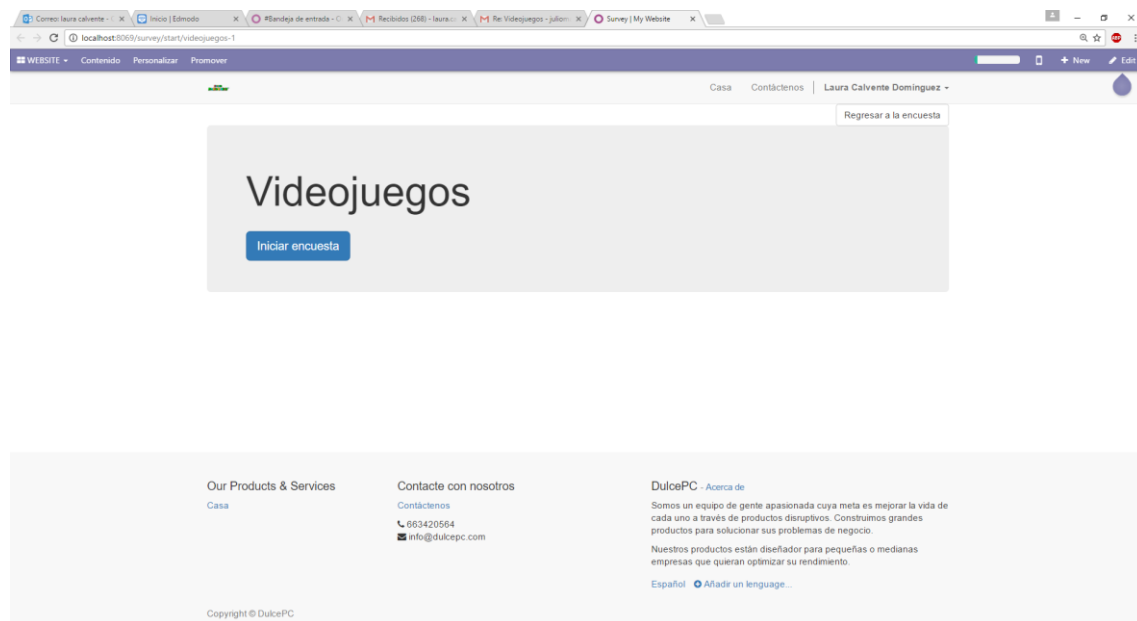 Correo: laura calvente -
Inicio | Edmodo
#Bandeja de entrada -
Recibidos (268) -
Re: Videojuegos -
Survey | My Website
localhost:8069/survey/start/videojuegos-1
WEBSITE Contenido Personalizar Promover
+ New Edit
Casa Contáctenos Laura Calvente Dominguez
Regresar a la encuesta
Videojuegos
Iniciar encuesta
Our Products & Services
Casa
Contacte con nosotros
Contáctenos
663420564
info@dulcepc.com
DulcePC - Acerca de
Somos un equipo de gente apasionada cuya meta es mejorar la vida de
cada uno a través de productos disruptivos. Construimos grandes
productos para solucionar sus problemas de negocio.
Nuestros productos están diseñador para pequeñas o medianas
empresas que quieran optimizar su rendimiento.
Español Añadir un lenguage...
Copyright © DulcePC